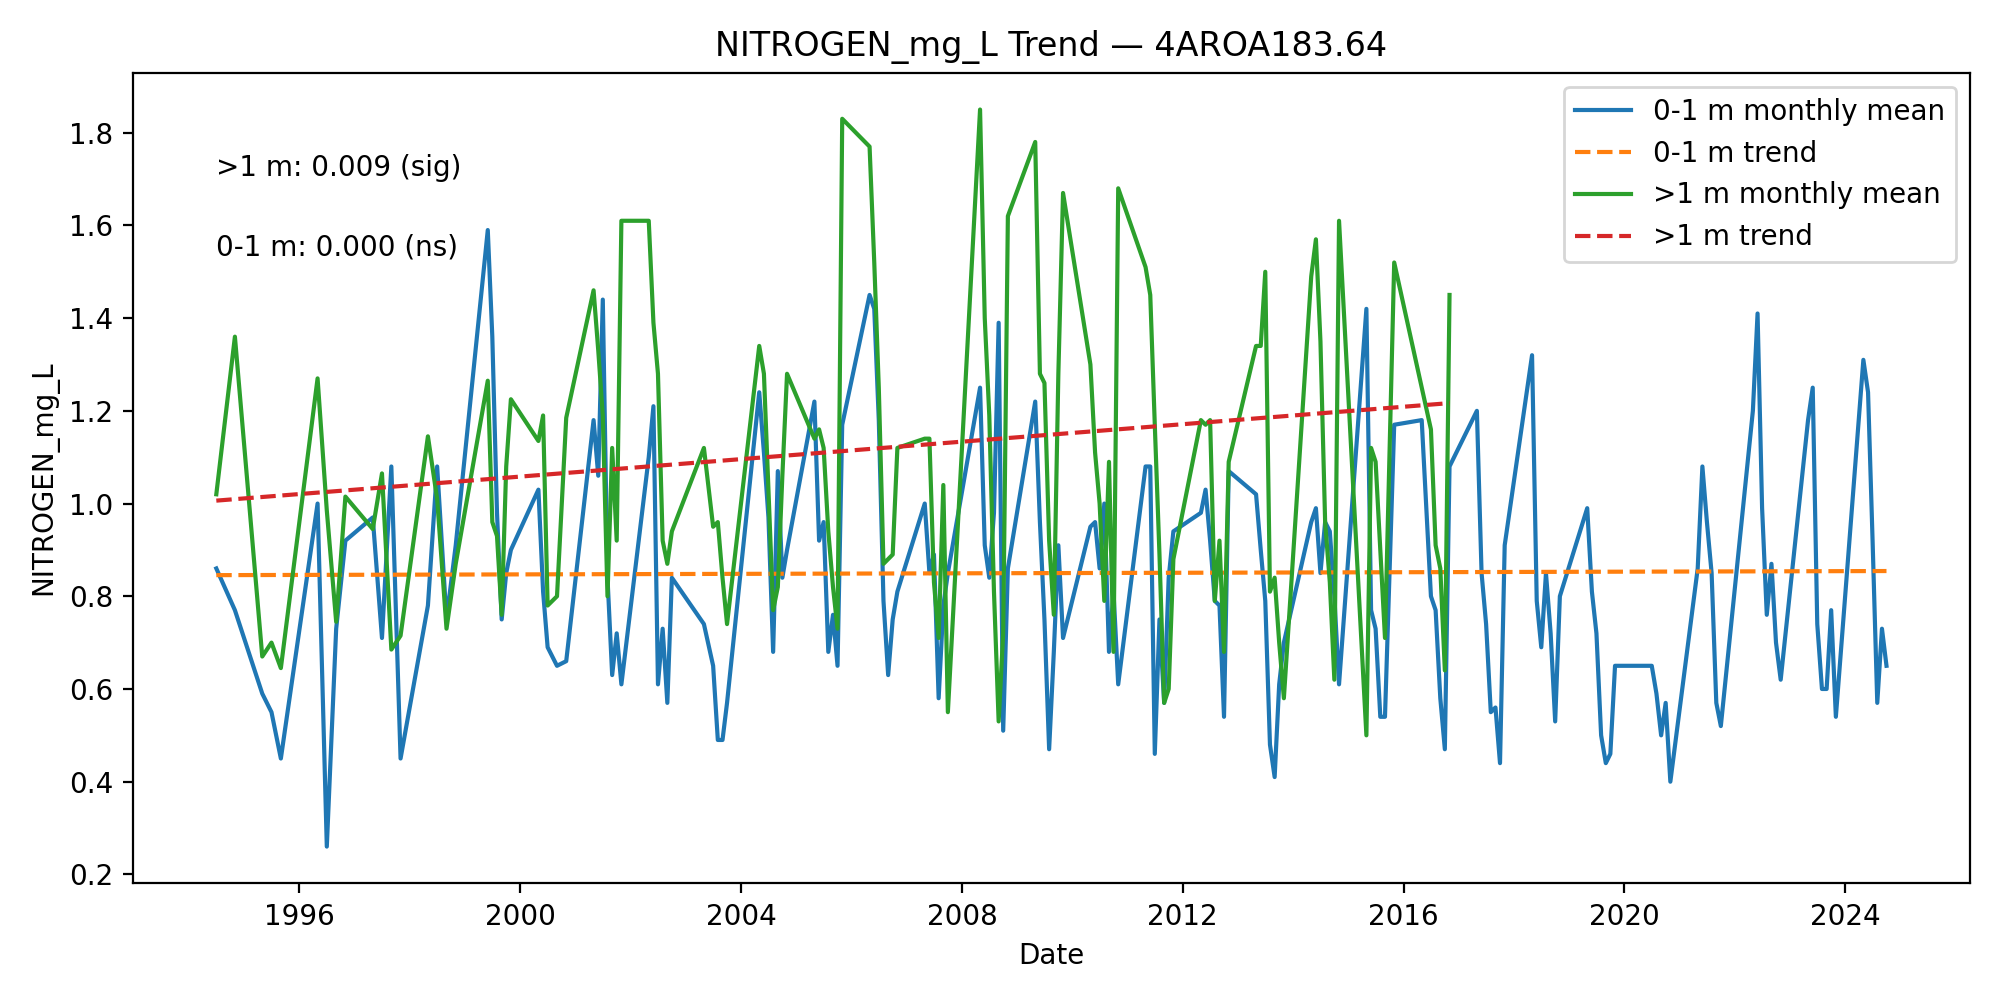 NITROGEN_mg_L Trend — 4AROA183.64
0-1 m monthly mean
0-1 m trend
>1 m monthly mean
>1 m trend
>1 m: 0.009 (sig)
0-1 m: 0.000 (ns)
NITROGEN_mg_L
1.8
1.6
1.4
1.2
1.0
0.8
0.6
0.4
0.2
1996 2000 2004 2008 2012 2016 2020 2024
Date